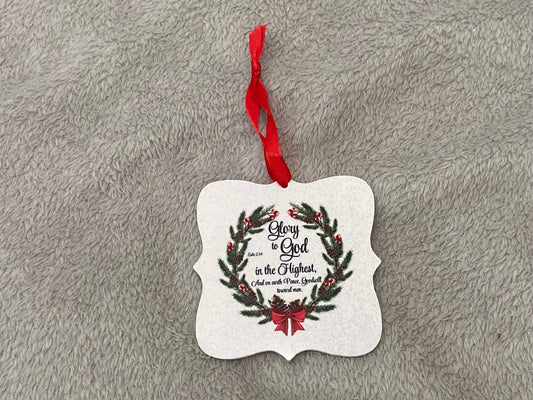 Glory
to God
Luke 2:14
in the Highest,
And on earth Peace, Goodwill
toward men.